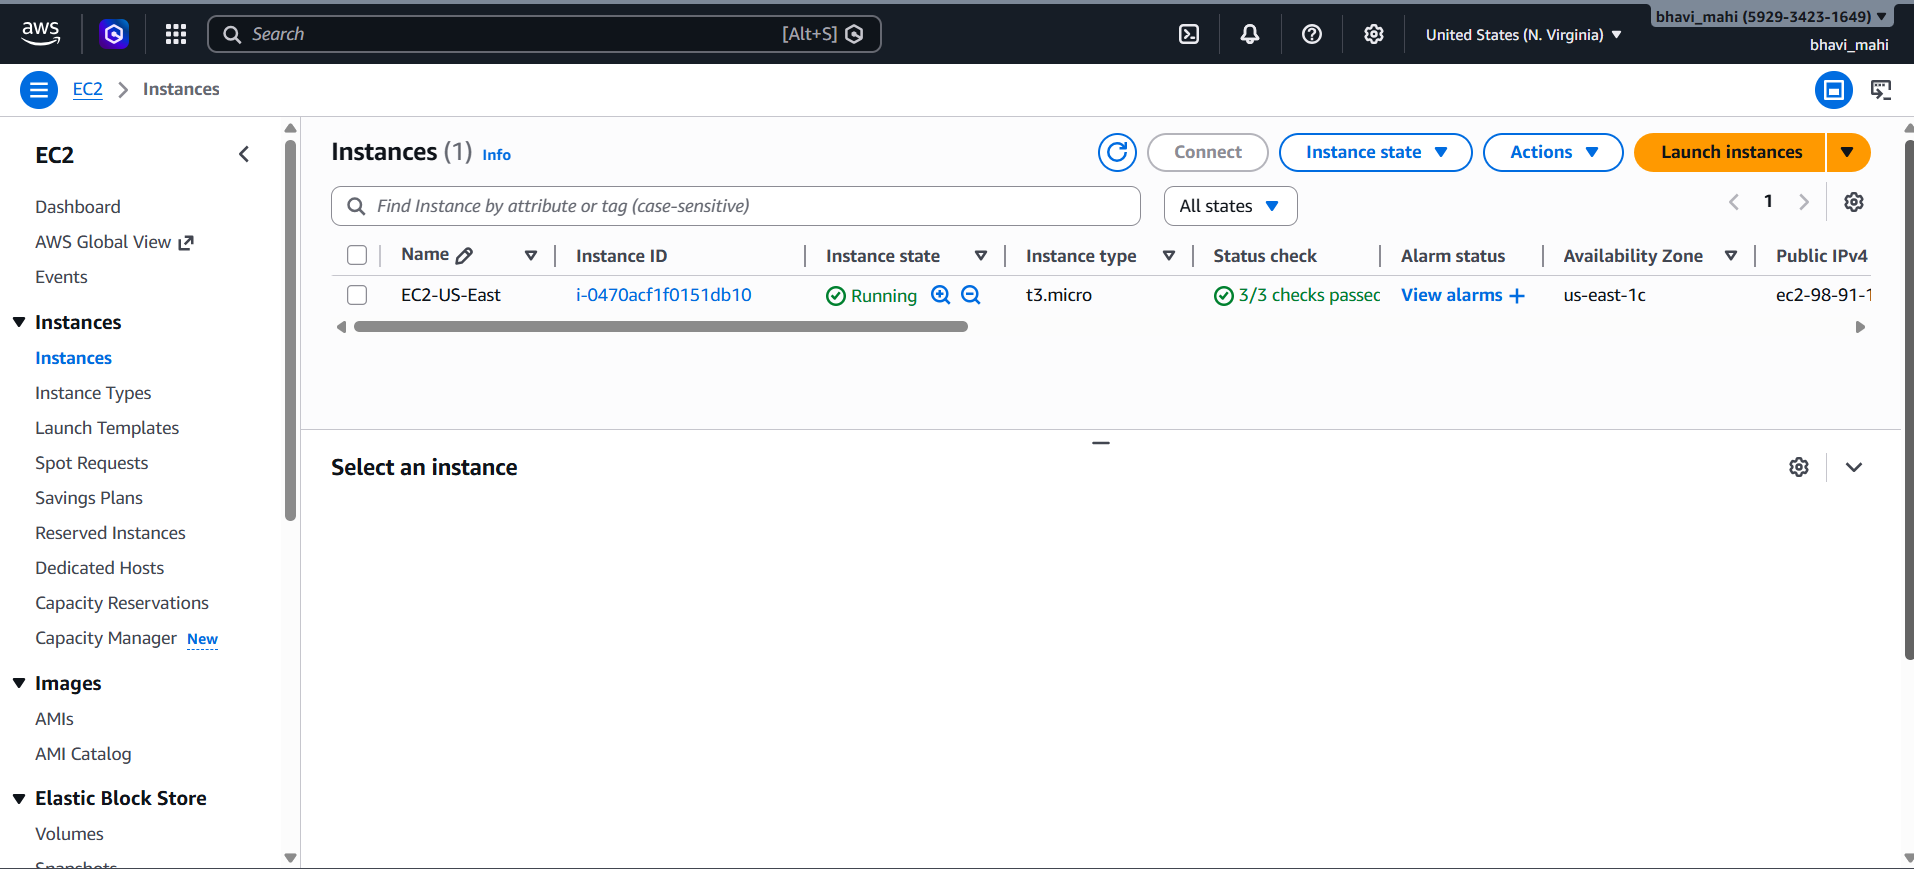 aws
Search [Alt+S]
United States (N. Virginia)
bhavi_mahi (5929-3423-1649)
bhavi_mahi
EC2 Instances
EC2
Dashboard
AWS Global View
Events
Instances
Instances
Instance Types
Launch Templates
Spot Requests
Savings Plans
Reserved Instances
Dedicated Hosts
Capacity Reservations
Capacity Manager New
Images
AMIs
AMI Catalog
Elastic Block Store
Volumes
Snapshots
Instances (1) Info
Connect
Instance state
Actions
Launch instances
Find Instance by attribute or tag (case-sensitive)
All states
1
Name Instance ID Instance state Instance type Status check Alarm status Availability Zone Public IPv4
EC2-US-East i-0470acf1f0151db10 Running t3.micro 3/3 checks passed View alarms + us-east-1c ec2-98-91-1
Select an instance